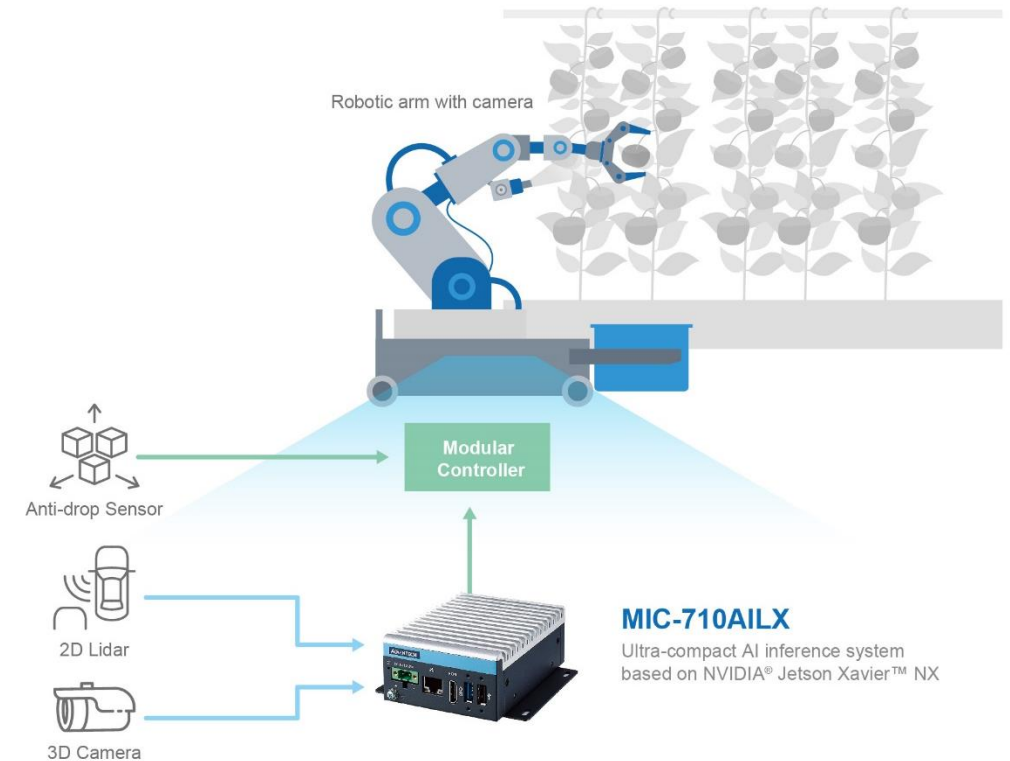 Robotic arm with camera
Modular
Controller
Anti-drop Sensor
2D Lidar
3D Camera
ADVANTECH
MIC-710AILX
Ultra-compact AI inference system
based on NVIDIA® Jetson Xavier™ NX